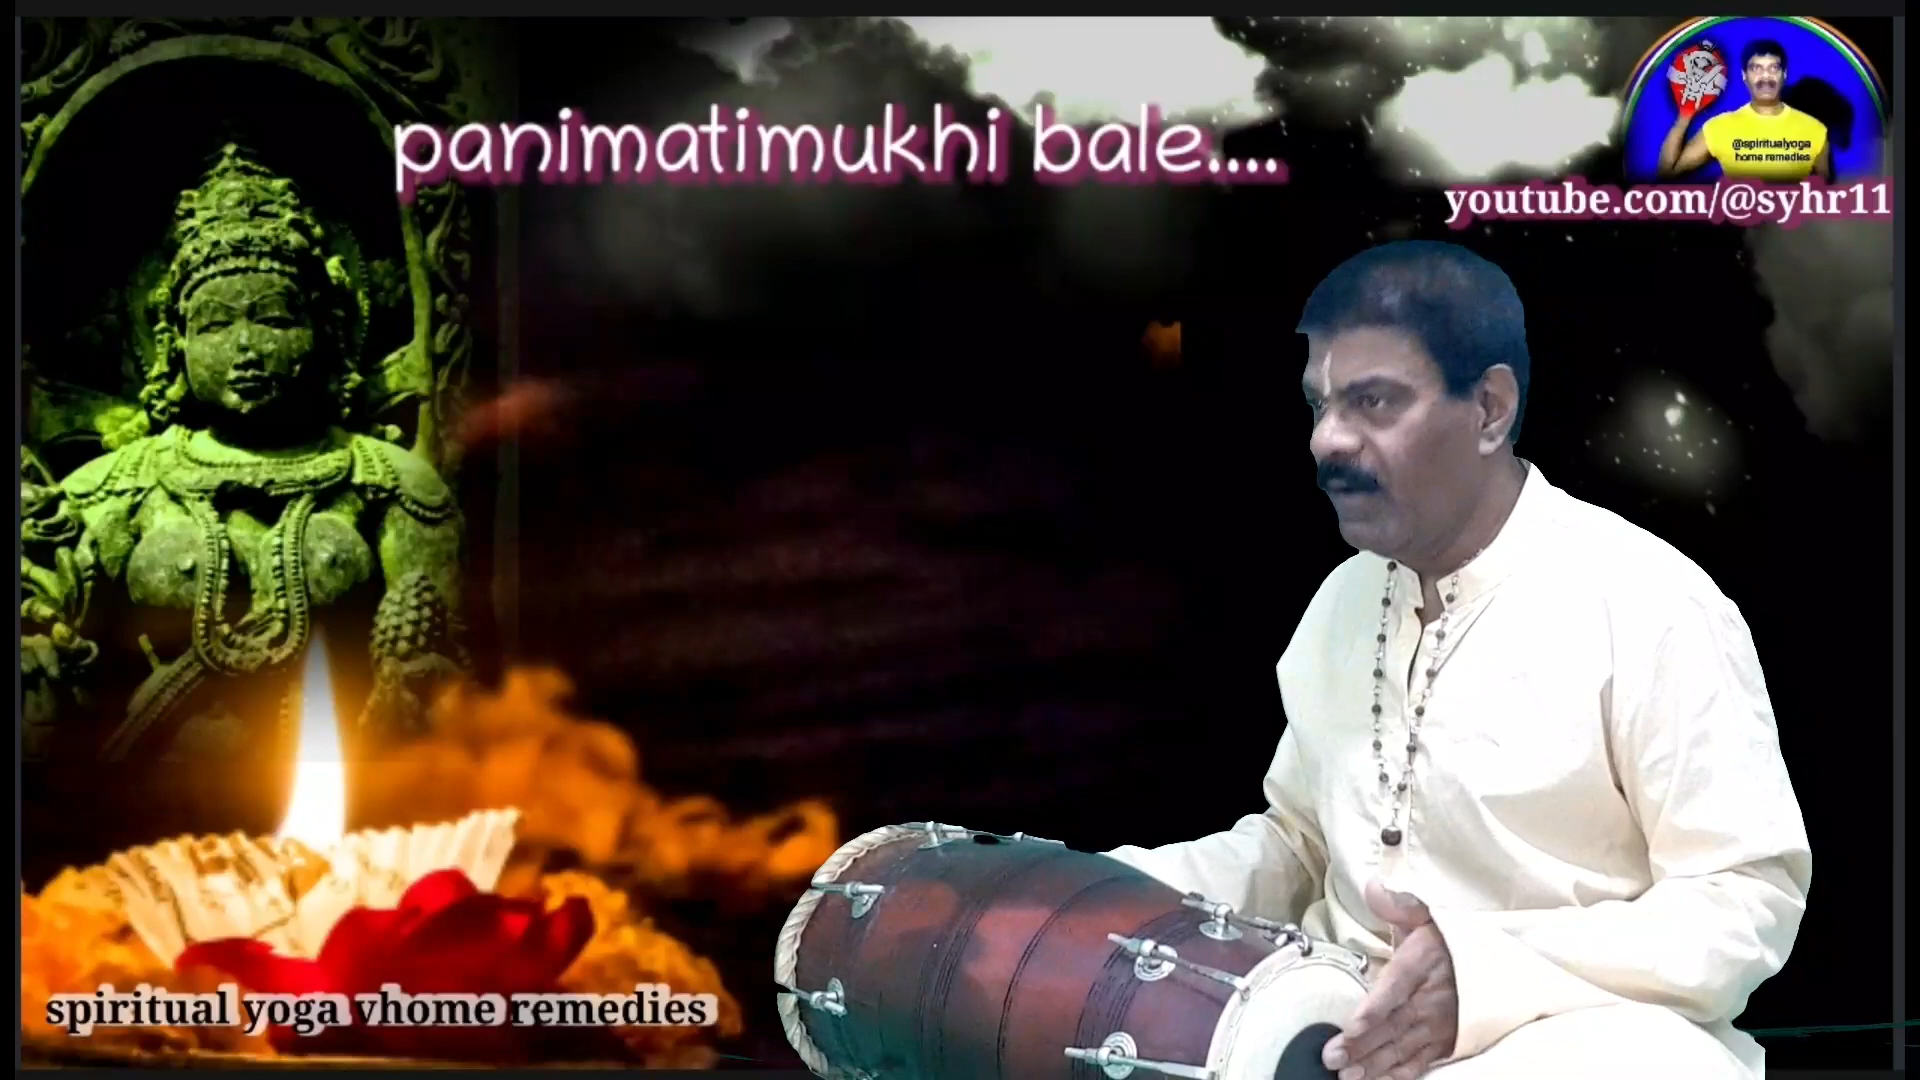 panimatimukhi bale....
@spiritualyoga
home remedies
youtube.com/@syhr11
spiritual yoga vhome remedies